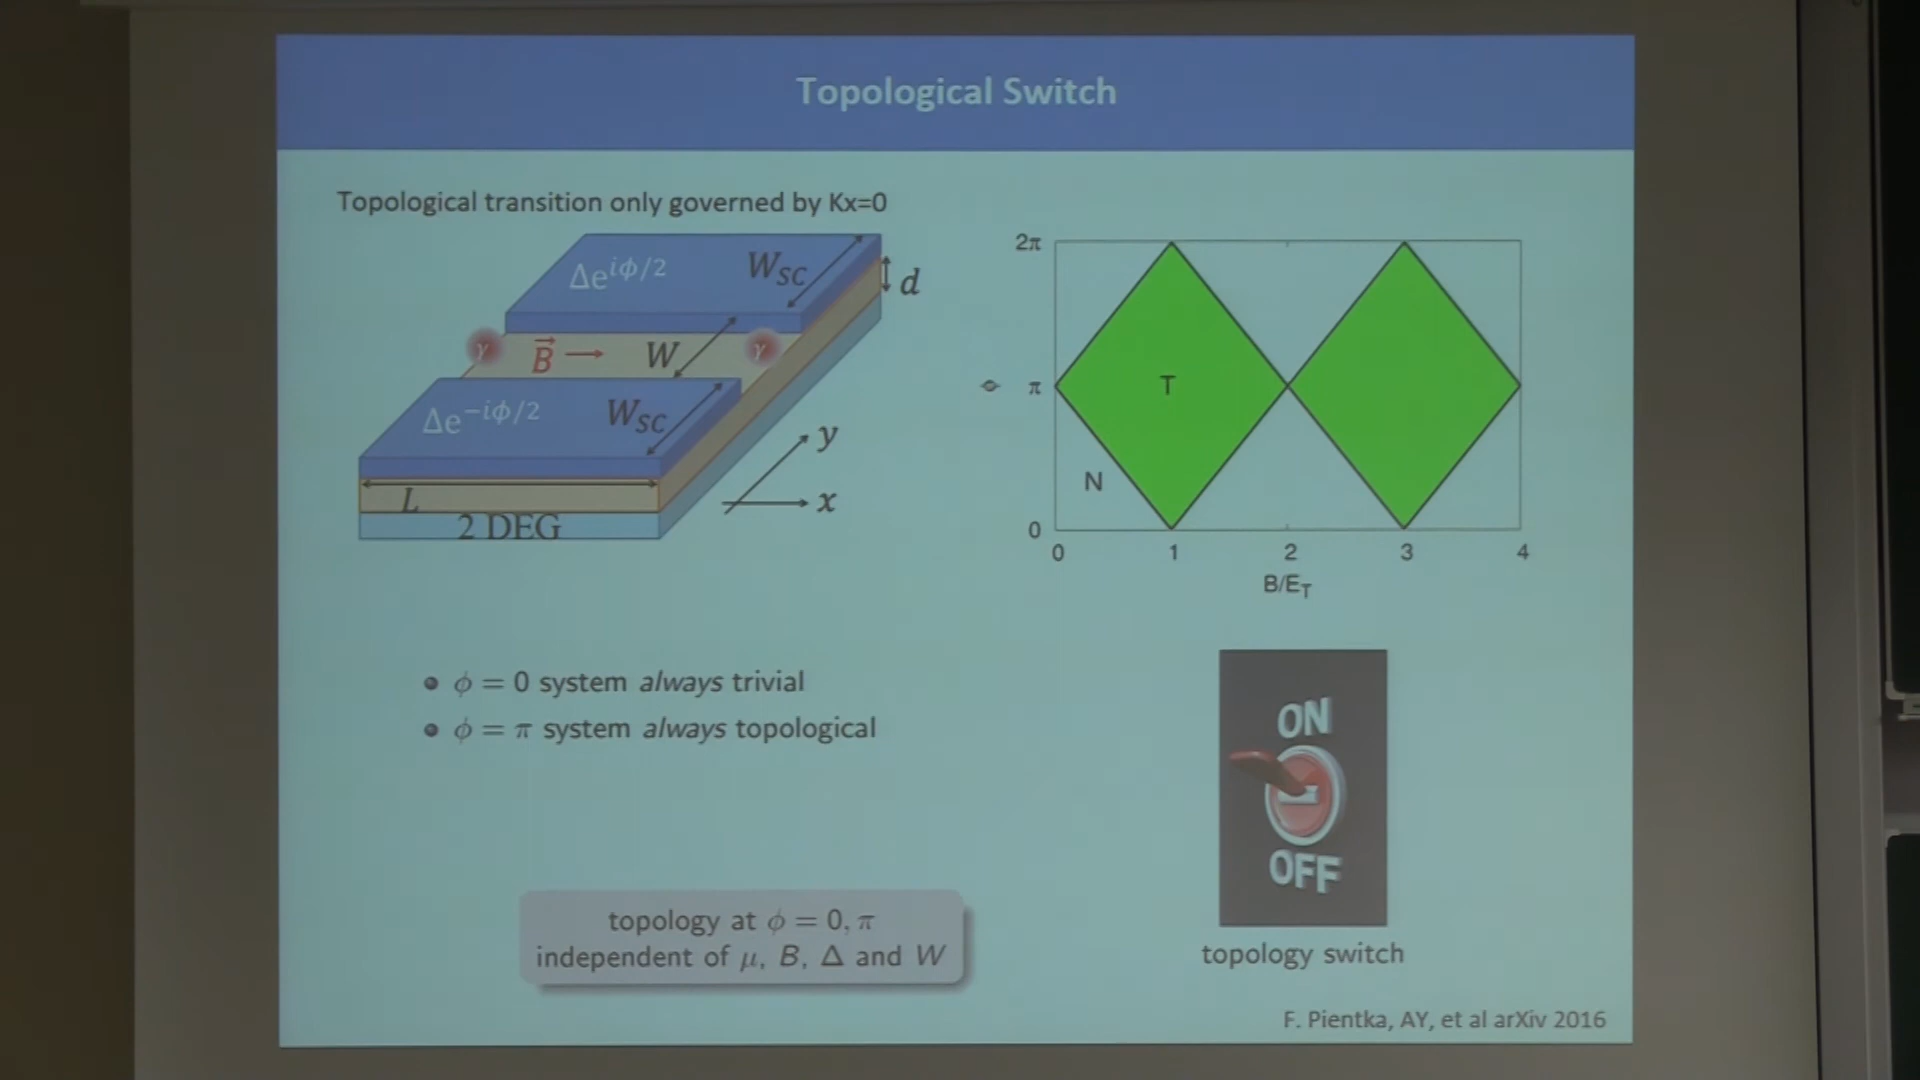 Topological Switch
Topological transition only governed by Kx=0
Δe^{iϕ/2}
W_SC
d
γ
B⃗ →
W
γ
Δe^{−iϕ/2}
W_SC
y
x
L
2 DEG
2π
π
0
ϕ
T
N
0 1 2 3 4
B/E_T
ϕ = 0 system always trivial
ϕ = π system always topological
ON
OFF
topology switch
topology at ϕ = 0, π
independent of μ, B, Δ and W
F. Pientka, AY, et al arXiv 2016